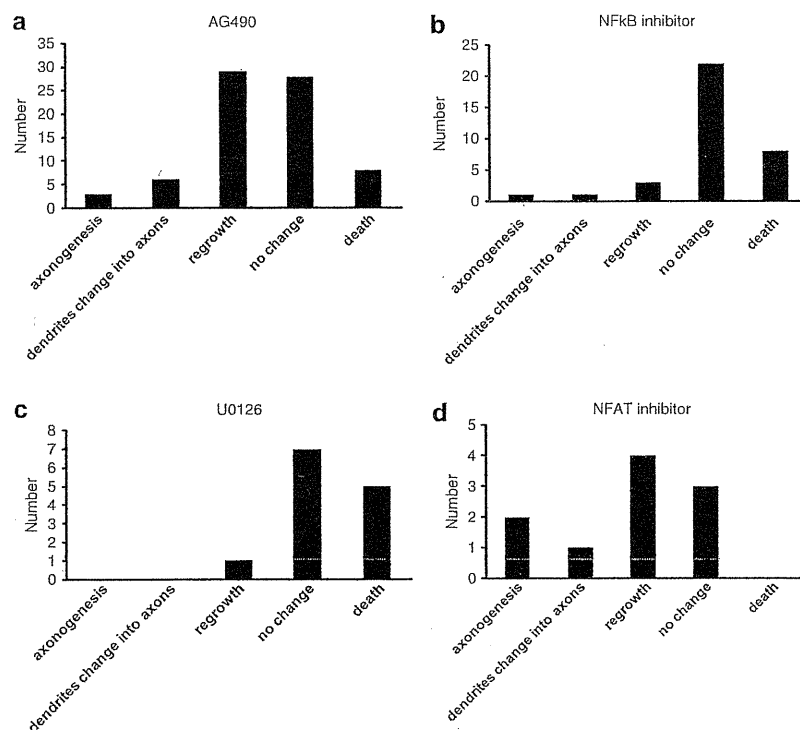 a
AG490
Number
35
30
25
20
15
10
5
0
axonogenesis
dendrites change into axons
regrowth
no change
death
b
NFkB inhibitor
Number
25
20
15
10
5
0
axonogenesis
dendrites change into axons
regrowth
no change
death
c
U0126
Number
8
7
6
5
4
3
2
1
0
axonogenesis
dendrites change into axons
regrowth
no change
death
d
NFAT inhibitor
Number
5
4
3
2
1
0
axonogenesis
dendrites change into axons
regrowth
no change
death